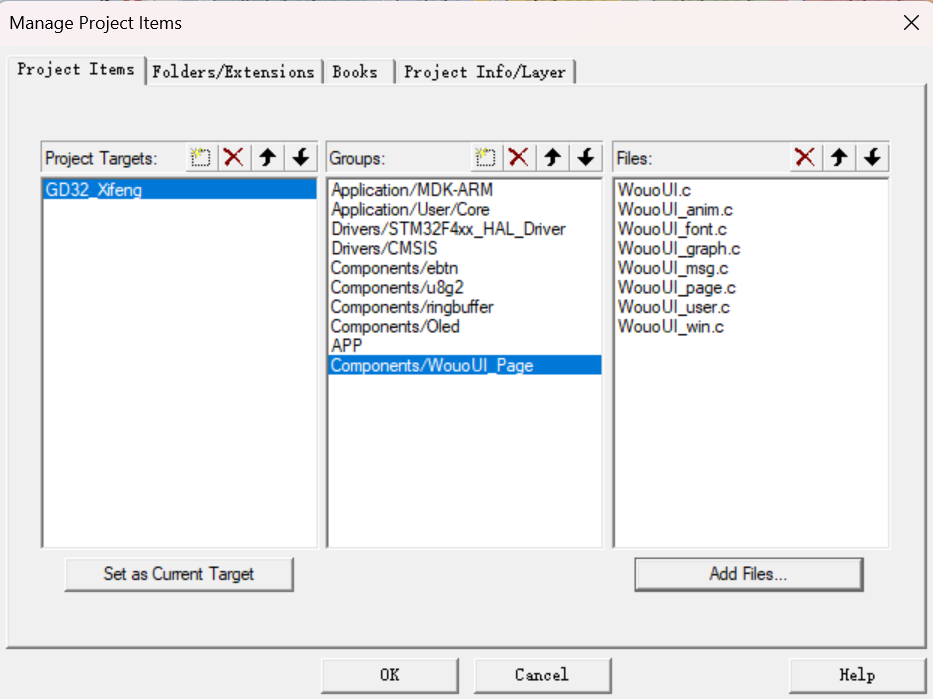 Manage Project Items
Project Items
Folders/Extensions
Books
Project Info/Layer
Project Targets:
GD32_Xifeng
Set as Current Target
Groups:
Application/MDK-ARM
Application/User/Core
Drivers/STM32F4xx_HAL_Driver
Drivers/CMSIS
Components/ebtn
Components/u8g2
Components/ringbuffer
Components/Oled
APP
Components/WouoUI_Page
Files:
WouoUI.c
WouoUI_anim.c
WouoUI_font.c
WouoUI_graph.c
WouoUI_msg.c
WouoUI_page.c
WouoUI_user.c
WouoUI_win.c
Add Files...
OK
Cancel
Help